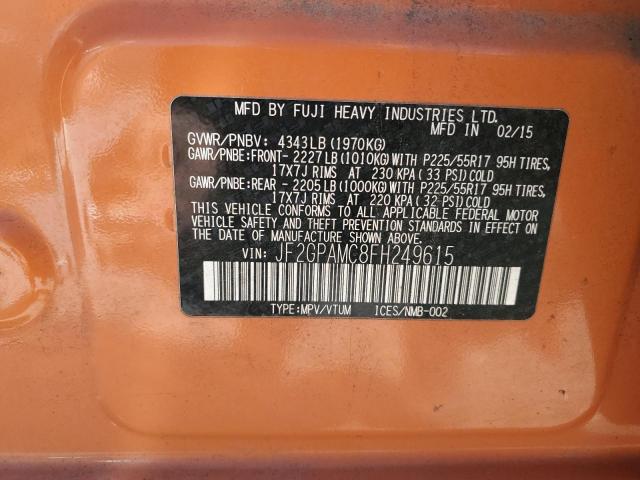 MFD BY FUJI HEAVY INDUSTRIES LTD.
MFD IN 02/15
GVWR/PNBV: 4343LB(1970KG)
GAWR/PNBE:FRONT- 2227LB(1010KG)WITH P225/55R17 95H TIRES,
17X7J RIMS AT 230 KPA(33 PSI)COLD
GAWR/PNBE:REAR - 2205LB(1000KG)WITH P225/55R17 95H TIRES,
17X7J RIMS AT 220 KPA(32 PSI)COLD
THIS VEHICLE CONFORMS TO ALL APPLICABLE FEDERAL MOTOR
VEHICLE SAFETY AND THEFT PREVENTION STANDARDS IN EFFECT
ON THE DATE OF MANUFACTURE SHOWN ABOVE.
VIN: JF2GPAMC8FH249615
TYPE:MPV/VTUM ICES/NMB-002